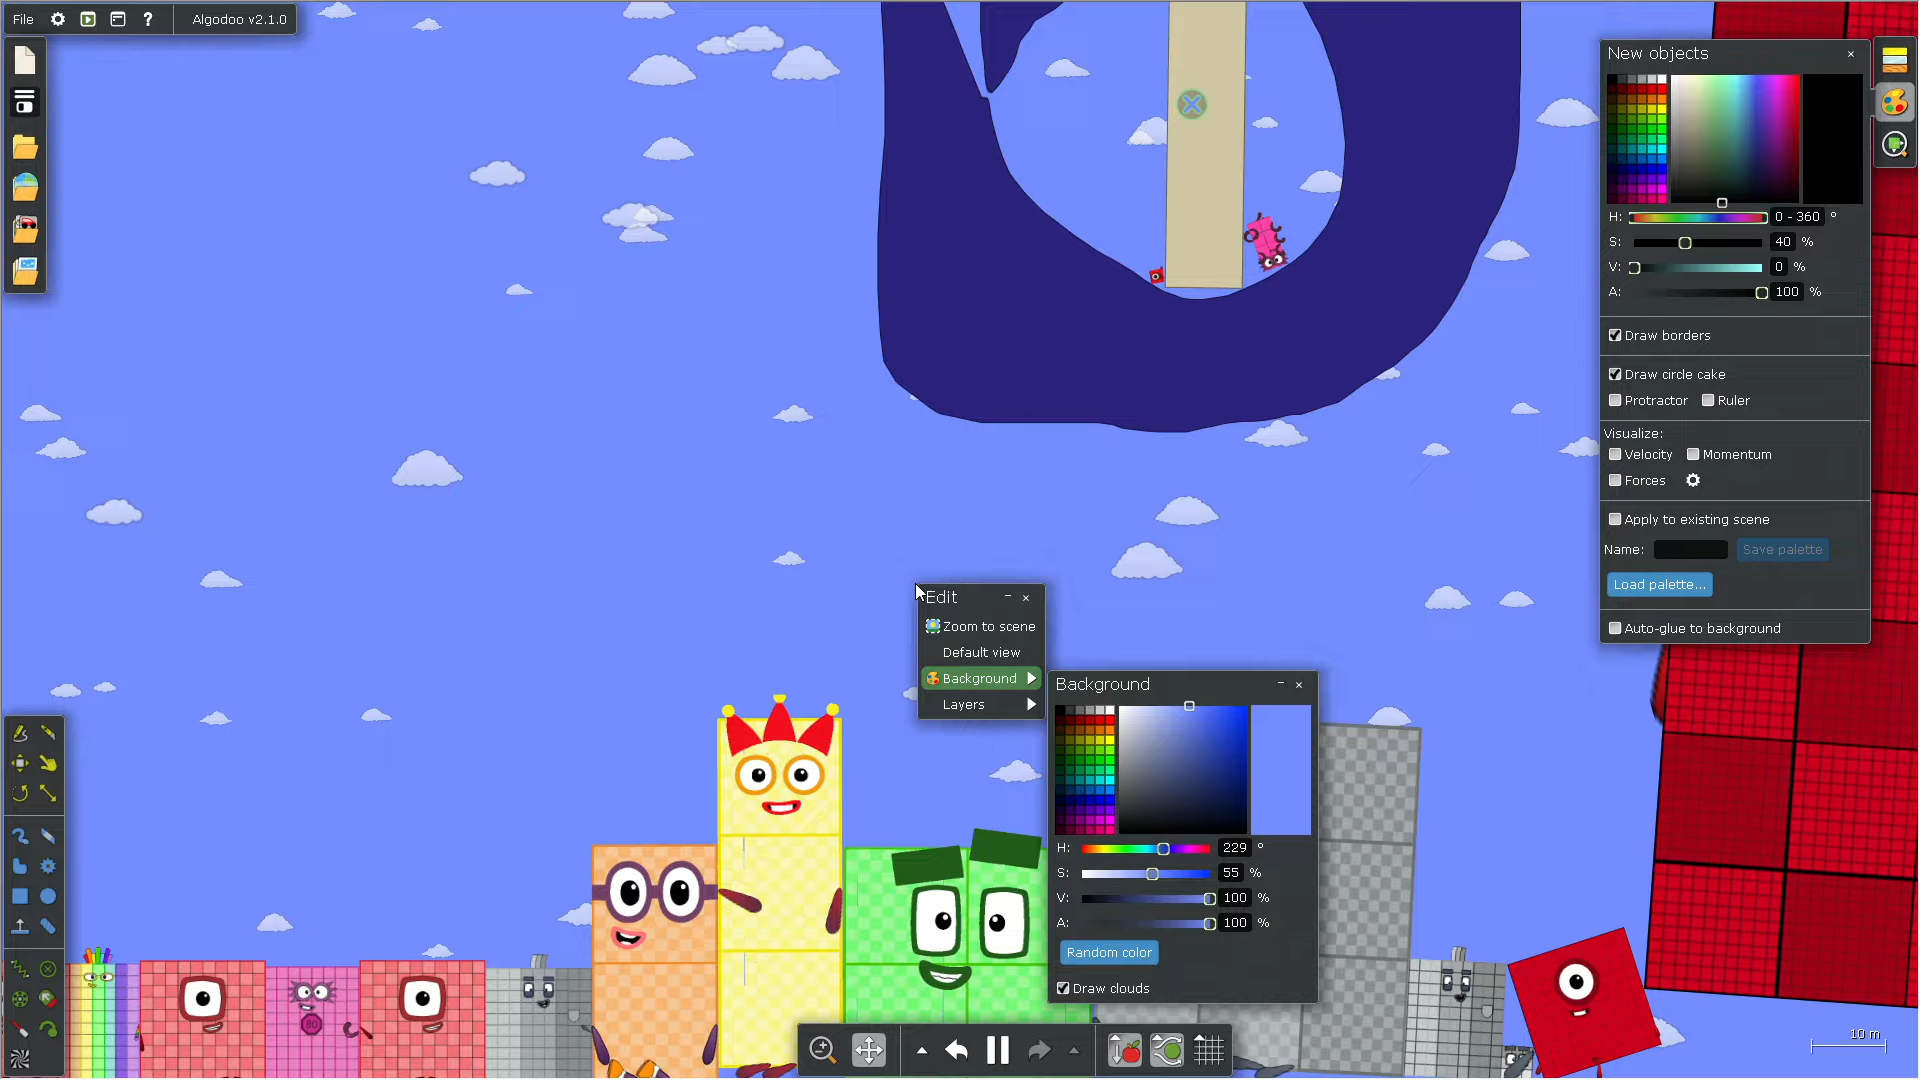 File
?
Algodoo v2.1.0
New objects
H: 0 - 360 °
S: 40 %
V: 0 %
A: 100 %
Draw borders
Draw circle cake
Protractor Ruler
Visualize:
Velocity Momentum
Forces
Apply to existing scene
Name: Save palette
Load palette...
Auto-glue to background
Edit
Zoom to scene
Default view
Background
Layers
Background
H: 229 °
S: 55 %
V: 100 %
A: 100 %
Random color
Draw clouds
80
10 m